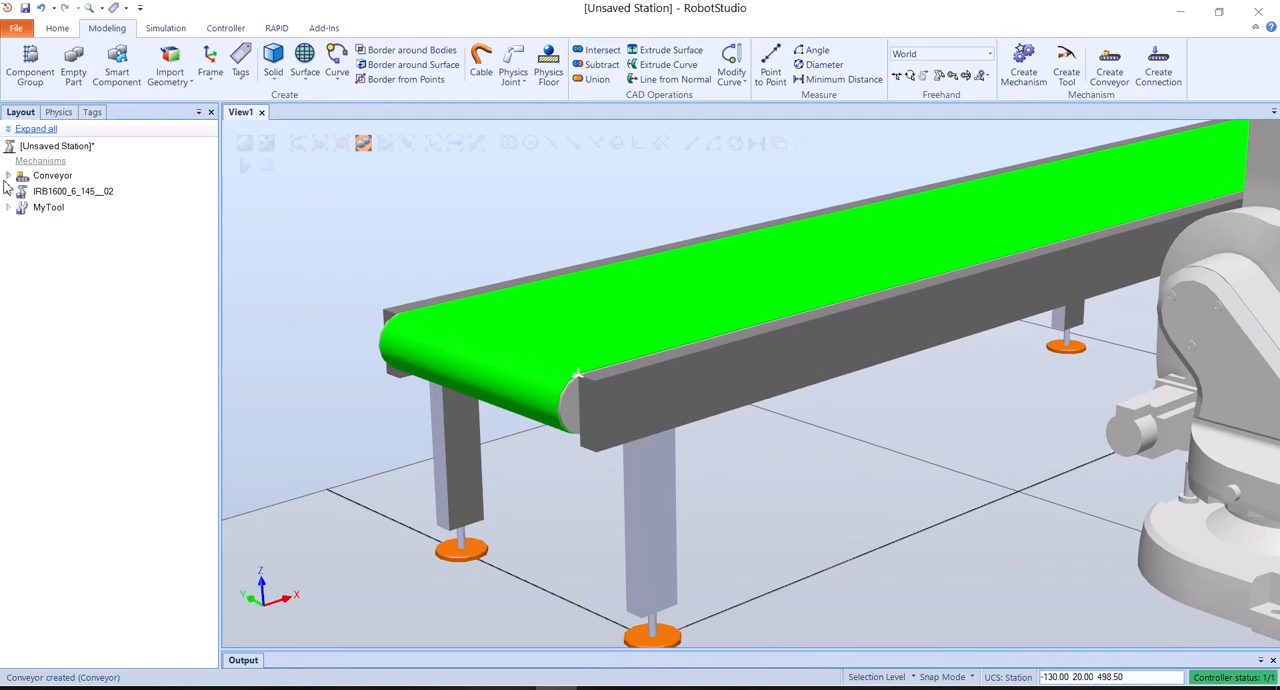 [Unsaved Station] - RobotStudio
File Home Modeling Simulation Controller RAPID Add-Ins
Component Group
Empty Part
Smart Component
Import Geometry
Frame
Tags
Solid
Surface
Curve
Border around Bodies
Border around Surface
Border from Points
Create
Cable
Physics Joint
Physics Floor
Intersect
Subtract
Union
Extrude Surface
Extrude Curve
Line from Normal
Modify Curve
CAD Operations
Point to Point
Angle
Diameter
Minimum Distance
Measure
World
Freehand
Create Mechanism
Create Tool
Create Conveyor
Create Connection
Mechanism
Layout Physics Tags
View1
Expand all
[Unsaved Station]*
Mechanisms
Conveyor
IRB1600_6_145__02
MyTool
Z
Y X
Output
Conveyor created (Conveyor)
Selection Level Snap Mode UCS: Station -130.00 20.00 498.50 Controller status: 1/1